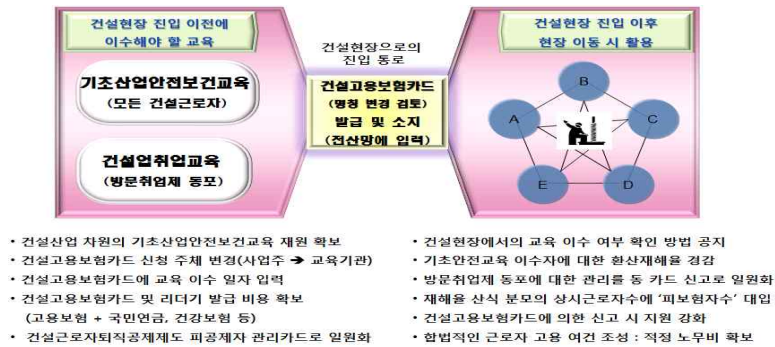 건설현장 진입 이전에
이수해야 할 교육
기초산업안전보건교육
(모든 건설근로자)
건설업취업교육
(방문취업제 동포)
건설현장으로의
진입 통로
건설고용보험카드
(명칭 변경 검토)
발급 및 소지
(전산망에 입력)
건설현장 진입 이후
현장 이동 시 활용
B
A
C
E
D
• 건설산업 차원의 기초산업안전보건교육 재원 확보
• 건설고용보험카드 신청 주체 변경(사업주 ➔ 교육기관)
• 건설고용보험카드에 교육 이수 일자 입력
• 건설고용보험카드 및 리더기 발급 비용 확보
(고용보험 + 국민연금, 건강보험 등)
• 건설근로자퇴직공제제도 피공제자 관리카드로 일원화
• 건설현장에서의 교육 이수 여부 확인 방법 공지
• 기초안전교육 이수자에 대한 환산재해율 경감
• 방문취업제 동포에 대한 관리를 동 카드 신고로 일원화
• 재해율 산식 분모의 상시근로자수에 ‘피보험자수’ 대입
• 건설고용보험카드에 의한 신고 시 지원 강화
• 합법적인 근로자 고용 여건 조성 : 적정 노무비 확보